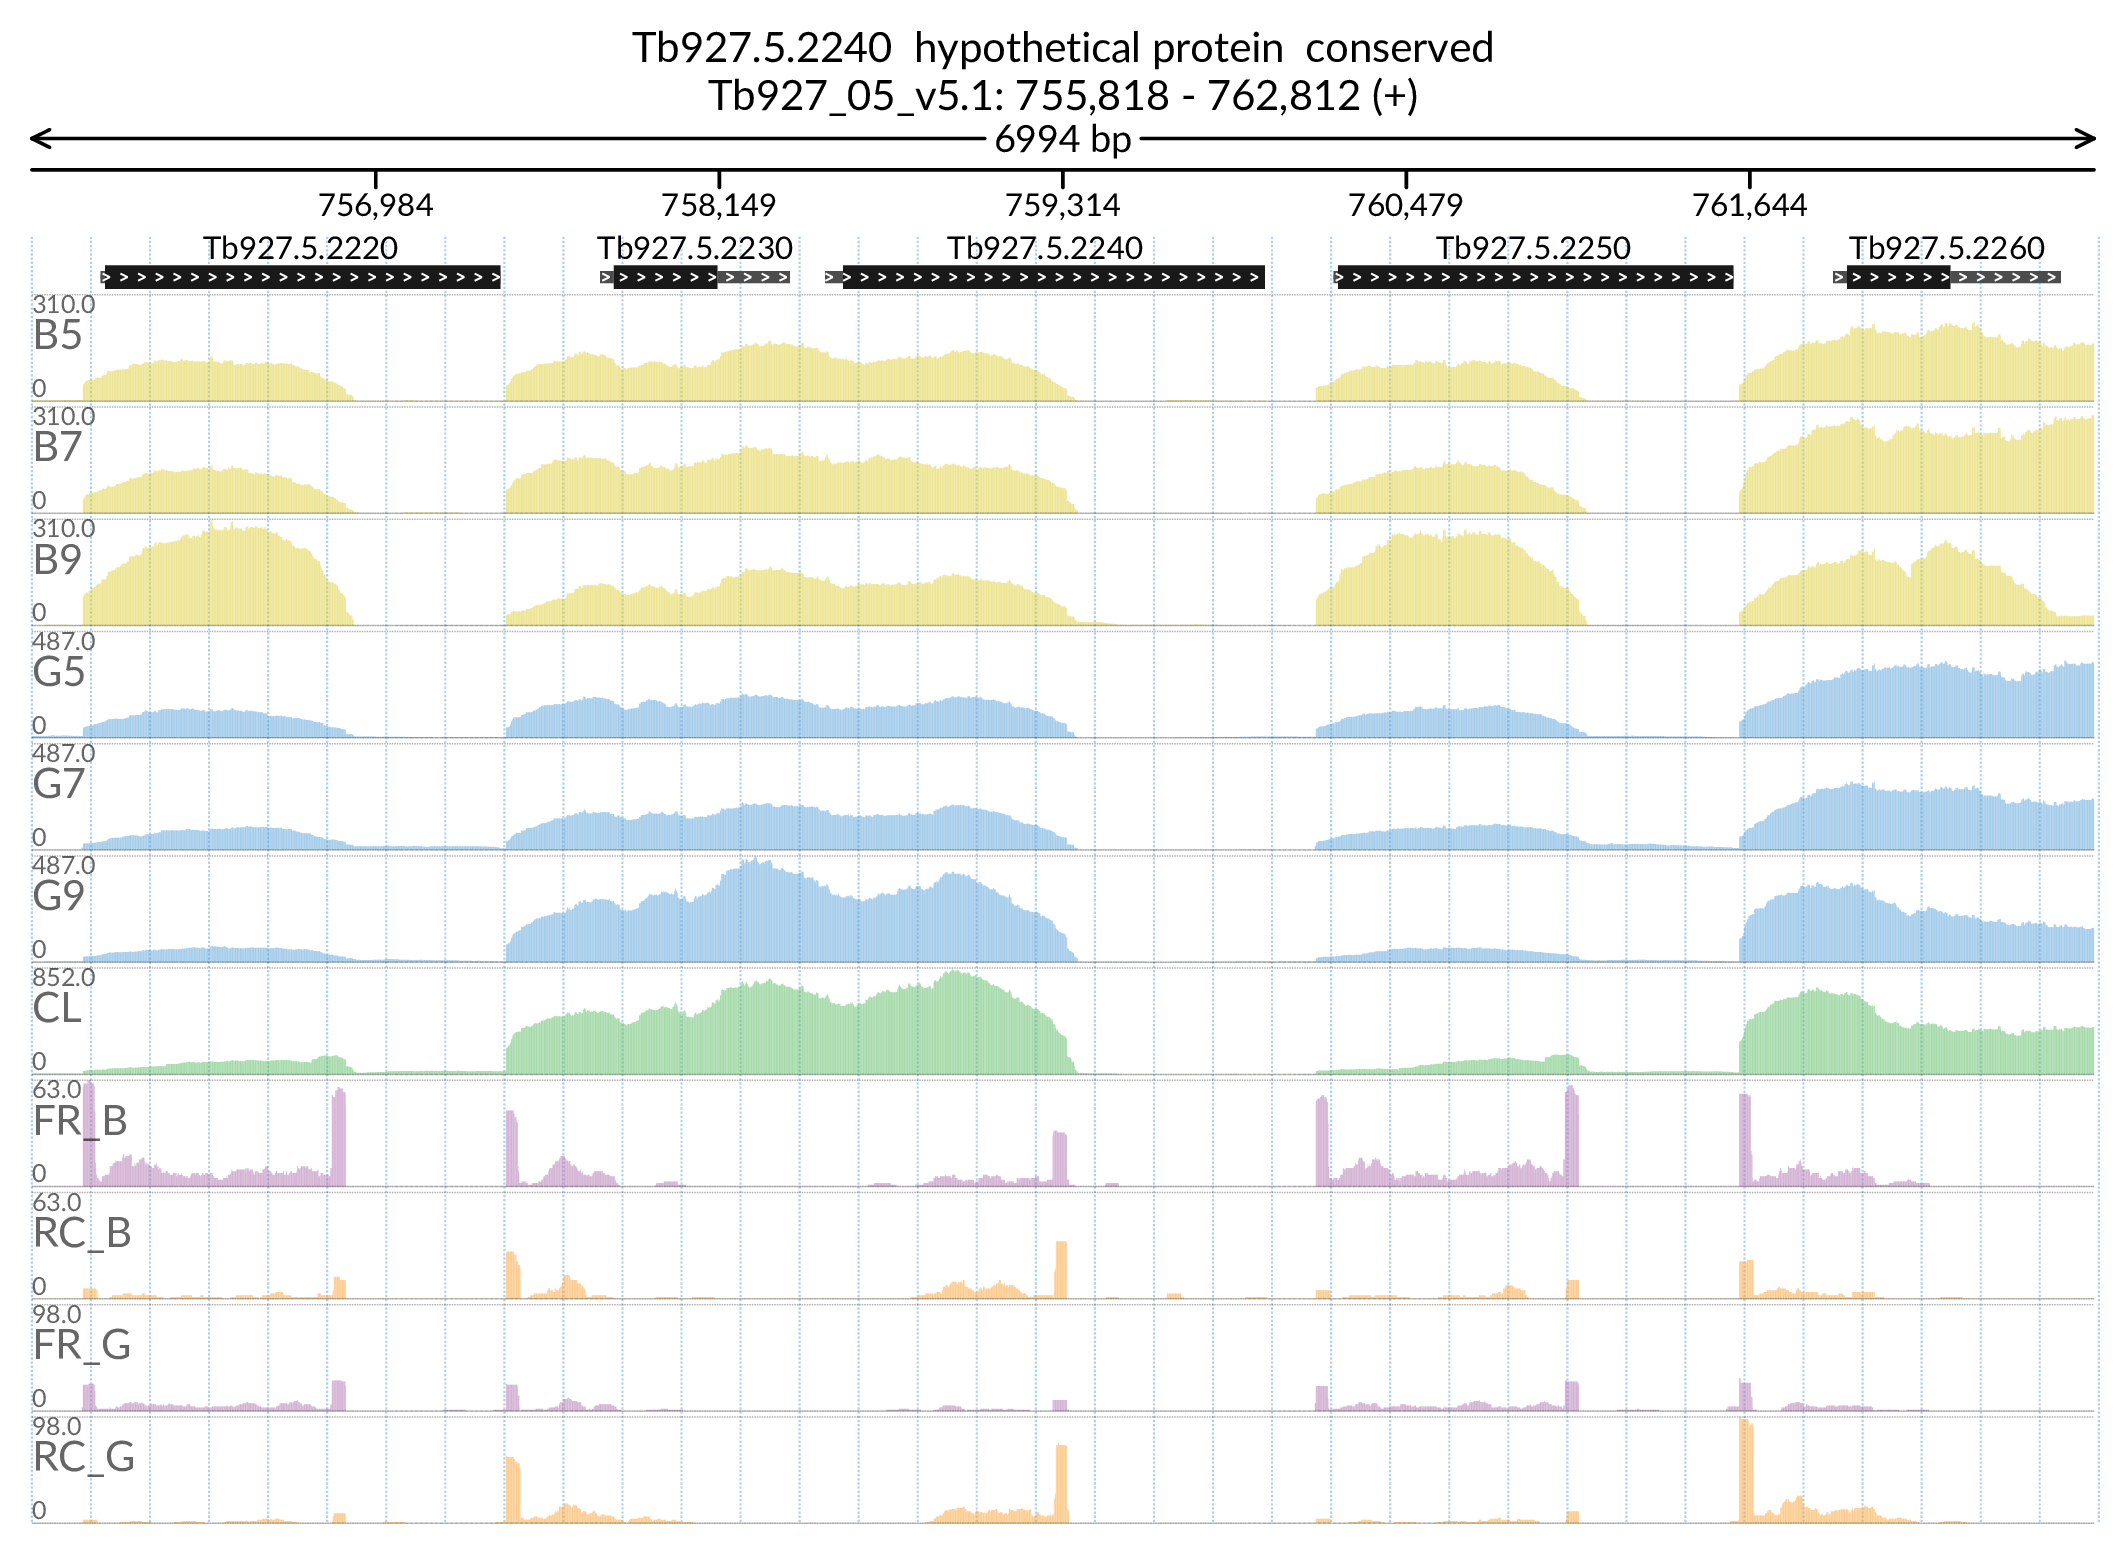 Tb927.5.2240 hypothetical protein conserved
Tb927_05_v5.1: 755,818 - 762,812 (+)
6994 bp
756,984 758,149 759,314 760,479 761,644
Tb927.5.2220 Tb927.5.2230 Tb927.5.2240 Tb927.5.2250 Tb927.5.2260
310.0
B5
0
310.0
B7
0
310.0
B9
0
487.0
G5
0
487.0
G7
0
487.0
G9
0
852.0
CL
0
63.0
FR_B
0
63.0
RC_B
0
98.0
FR_G
0
98.0
RC_G
0